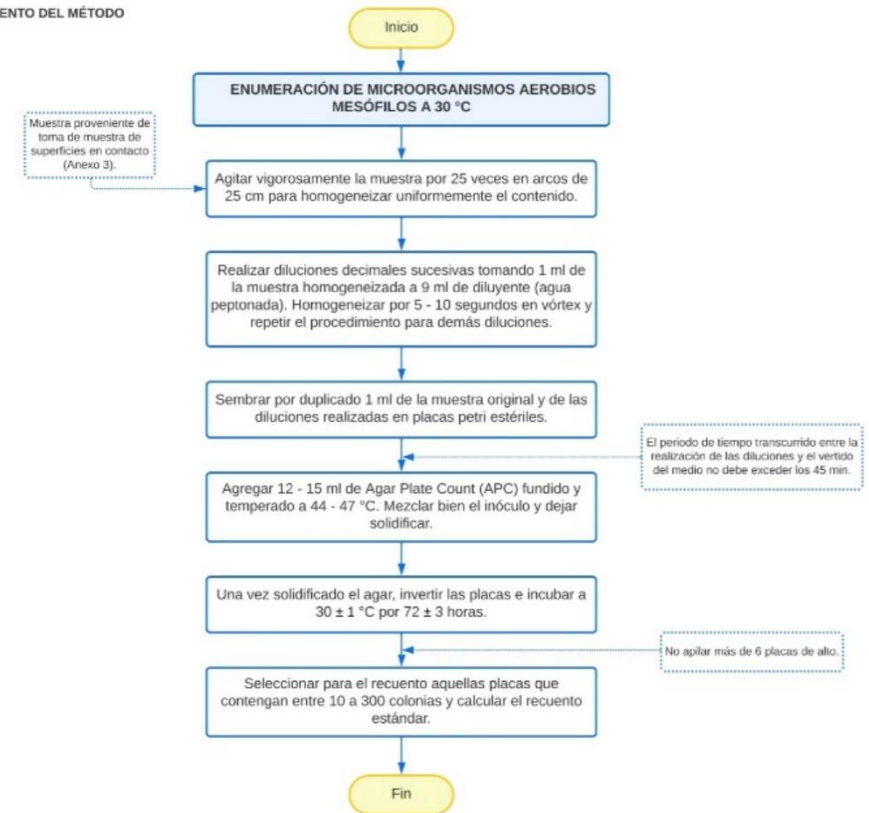 ENTO DEL MÉTODO
Inicio
ENUMERACIÓN DE MICROORGANISMOS AEROBIOS
MESÓFILOS A 30 °C
Muestra proveniente de
toma de muestra de
superficies en contacto
(Anexo 3).
Agitar vigorosamente la muestra por 25 veces en arcos de
25 cm para homogeneizar uniformemente el contenido.
Realizar diluciones decimales sucesivas tomando 1 ml de
la muestra homogeneizada a 9 ml de diluyente (agua
peptonada). Homogeneizar por 5 - 10 segundos en vórtex y
repetir el procedimiento para demás diluciones.
Sembrar por duplicado 1 ml de la muestra original y de las
diluciones realizadas en placas petri estériles.
El periodo de tiempo transcurrido entre la
realización de las diluciones y el vertido
del medio no debe exceder los 45 min.
Agregar 12 - 15 ml de Agar Plate Count (APC) fundido y
temperado a 44 - 47 °C. Mezclar bien el inóculo y dejar
solidificar.
Una vez solidificado el agar, invertir las placas e incubar a
30 ± 1 °C por 72 ± 3 horas.
No apilar más de 6 placas de alto.
Seleccionar para el recuento aquellas placas que
contengan entre 10 a 300 colonias y calcular el recuento
estándar.
Fin